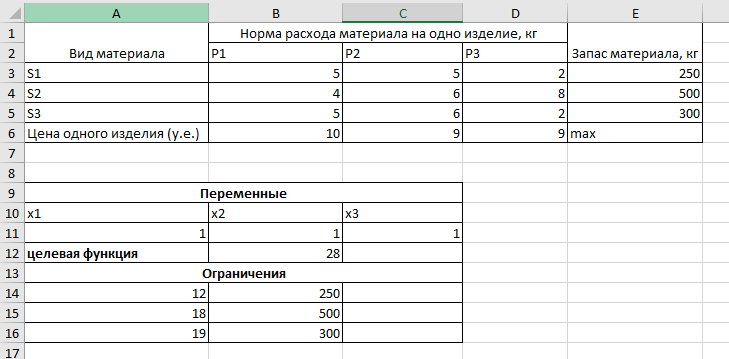 A B C D E
1 Норма расхода материала на одно изделие, кг
2 Вид материала P1 P2 P3 Запас материала, кг
3 S1 5 5 2 250
4 S2 4 6 8 500
5 S3 5 6 2 300
6 Цена одного изделия (у.е.) 10 9 9 max
7
8
9 Переменные
10 x1 x2 x3
11 1 1 1
12 целевая функция 28
13 Ограничения
14 12 250
15 18 500
16 19 300
17